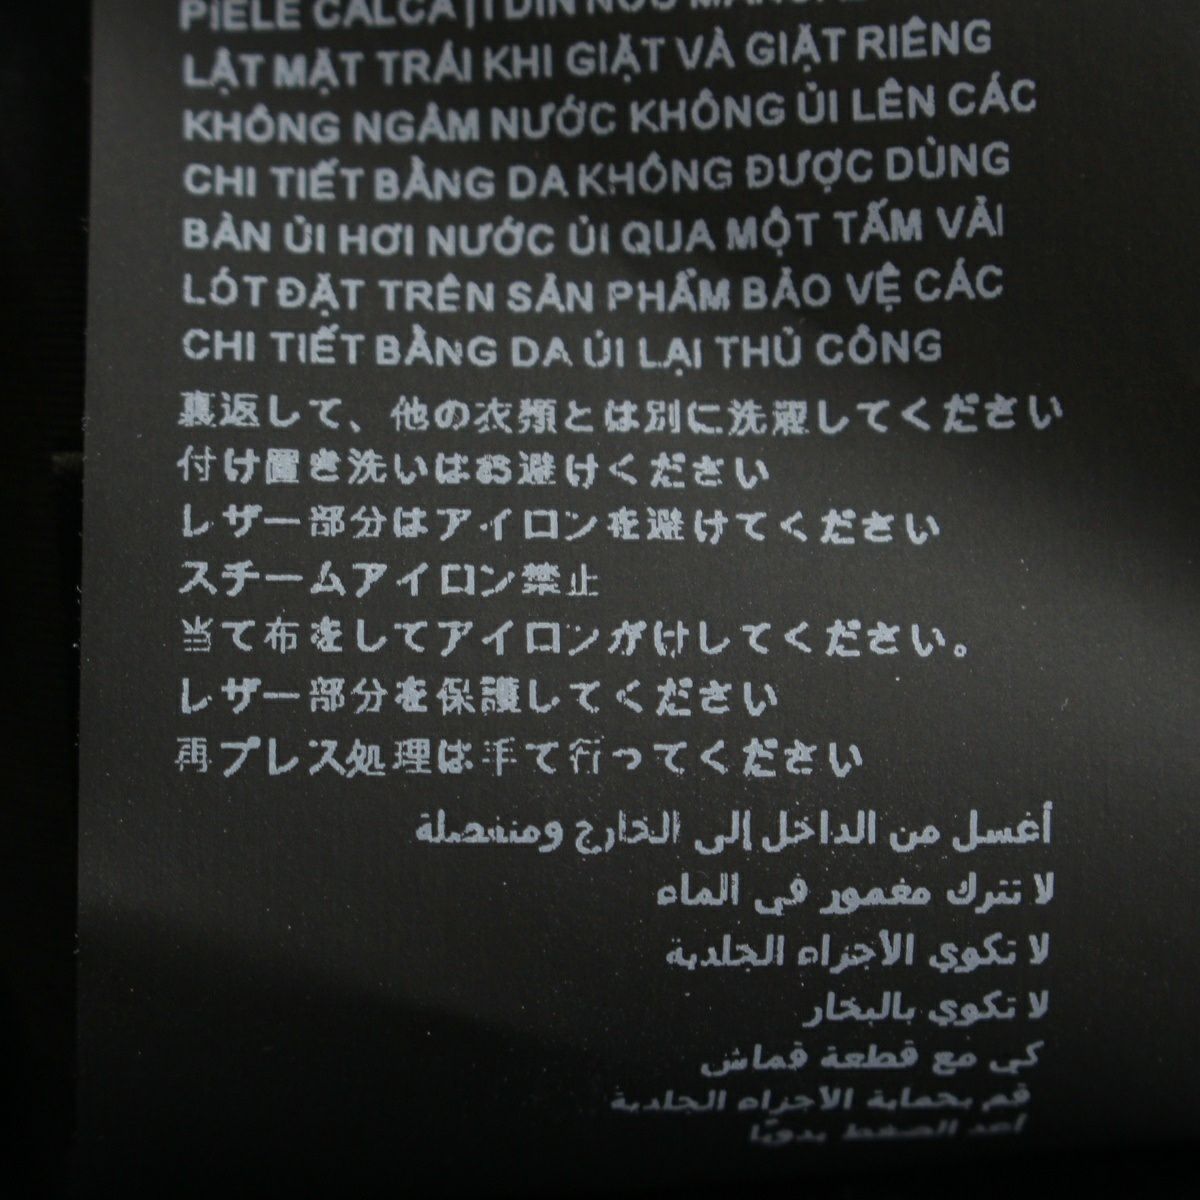 PIELE CALCAȚI DIN NOU MANUAL
LẬT MẶT TRÁI KHI GIẶT VÀ GIẶT RIÊNG
KHÔNG NGÂM NƯỚC KHÔNG ỦI LÊN CÁC
CHI TIẾT BẰNG DA KHÔNG ĐƯỢC DÙNG
BÀN ỦI HƠI NƯỚC ỦI QUA MỘT TẤM VẢI
LÓT ĐẶT TRÊN SẢN PHẨM BẢO VỆ CÁC
CHI TIẾT BẰNG DA ỦI LẠI THỦ CÔNG
裏返して、他の衣類とは別に洗濯してください
付け置き洗いはお避けください
レザー部分はアイロンを避けてください
スチームアイロン禁止
当て布をしてアイロンがけしてください。
レザー部分を保護してください
再プレス処理は手で行ってください
أغسل من الداخل إلى الخارج ومنفصلة
لا تترك مغمور في الماء
لا تكوي الأجزاء الجلدية
لا تكوي بالبخار
كي مع قطعة قماش
قم بحماية الأجزاء الجلدية
أعد الضغط يدويًا